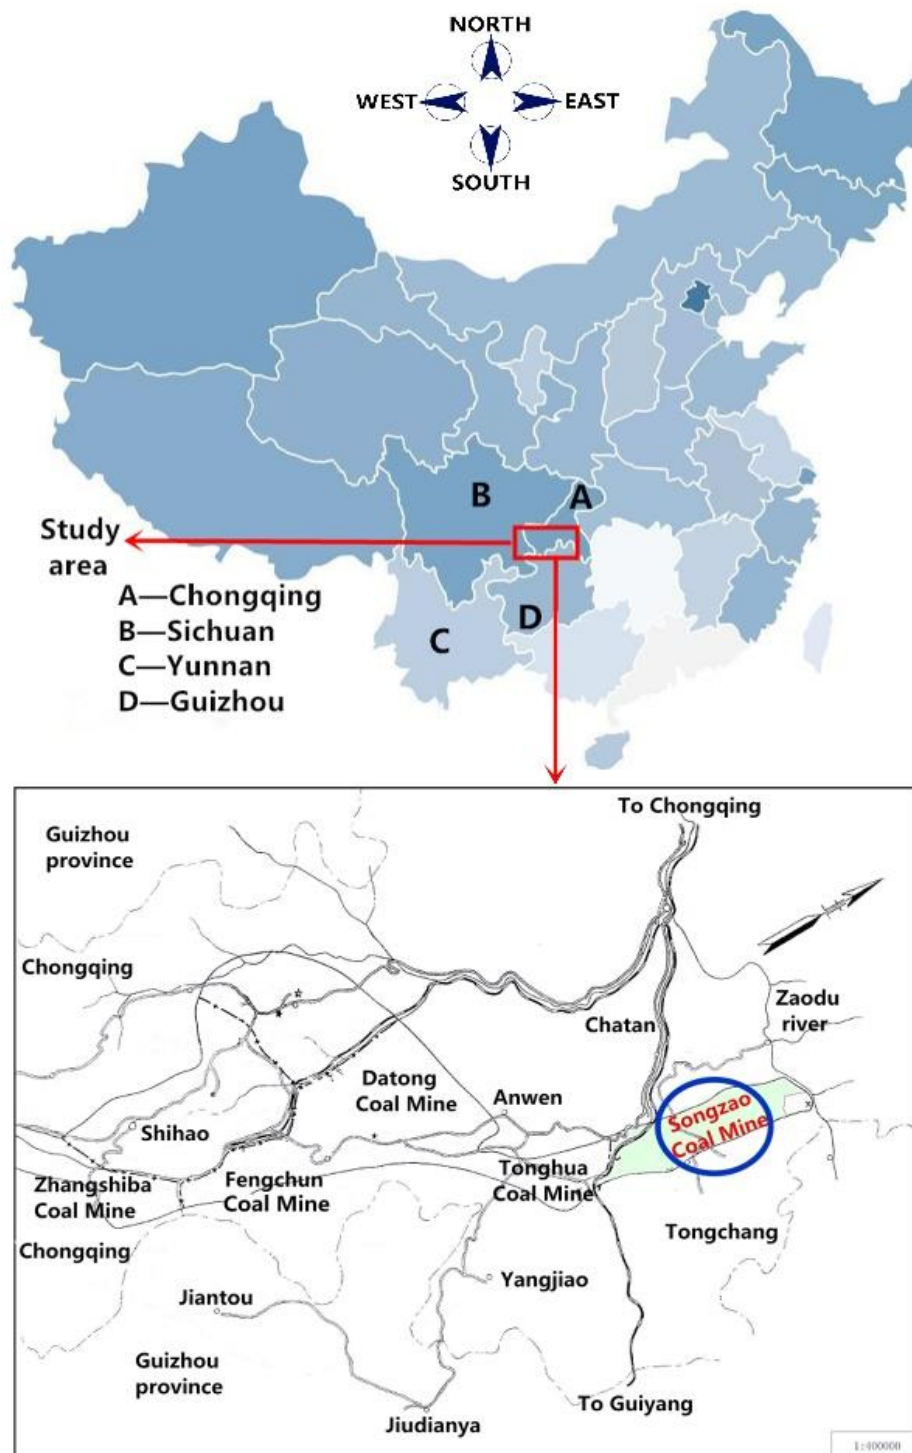 NORTH
WEST
EAST
SOUTH
B
A
Study
area
A—Chongqing
B—Sichuan
C—Yunnan
D—Guizhou
D
C
To Chongqing
Guizhou
province
Chongqing
Zaodu
river
Chatan
Datong
Coal Mine
Anwen
Songzao
Coal Mine
Shihao
Zhangshiba
Coal Mine
Fengchun
Coal Mine
Tonghua
Coal Mine
Chongqing
Tongchang
Yangjiao
Jiantou
Guizhou
province
Jiudianya
To Guiyang
1:400000